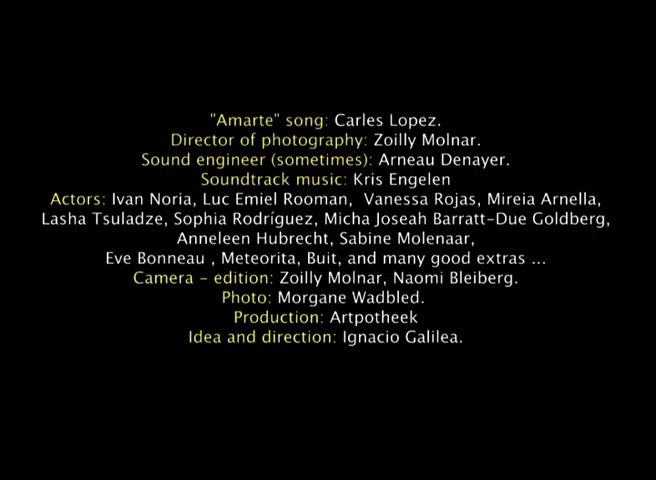 "Amarte" song: Carles Lopez.
Director of photography: Zoilly Molnar.
Sound engineer (sometimes): Arneau Denayer.
Soundtrack music: Kris Engelen
Actors: Ivan Noria, Luc Emiel Rooman,  Vanessa Rojas, Mireia Arnella,
Lasha Tsuladze, Sophia Rodríguez, Micha Joseah Barratt-Due Goldberg,
Anneleen Hubrecht, Sabine Molenaar,
Eve Bonneau , Meteorita, Buit, and many good extras ...
Camera - edition: Zoilly Molnar, Naomi Bleiberg.
Photo: Morgane Wadbled.
Production: Artpotheek
Idea and direction: Ignacio Galilea.